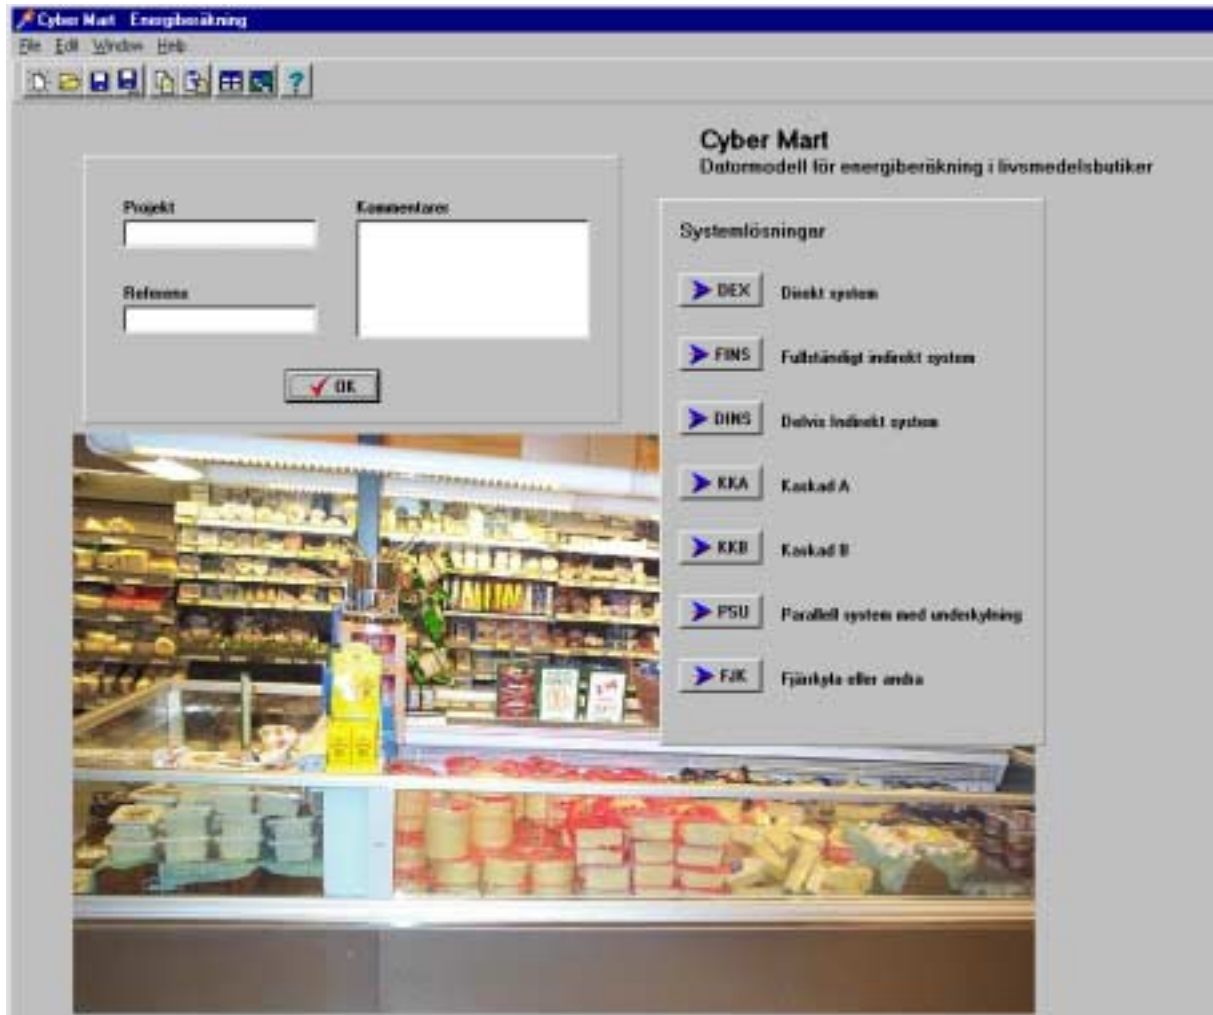 Cyber Mart Energiberäkning
File Edit Window Help
Cyber Mart
Datormodell för energiberäkning i livsmedelsbutiker
Projekt
Kommentarer
Referens
OK
Systemlösningar
DEX Direkt system
FINS Fullständigt indirekt system
DINS Delvis Indirekt system
KKA Kaskad A
KKB Kaskad B
PSU Parallell system med underkylning
FJK Fjärrkyla eller andra